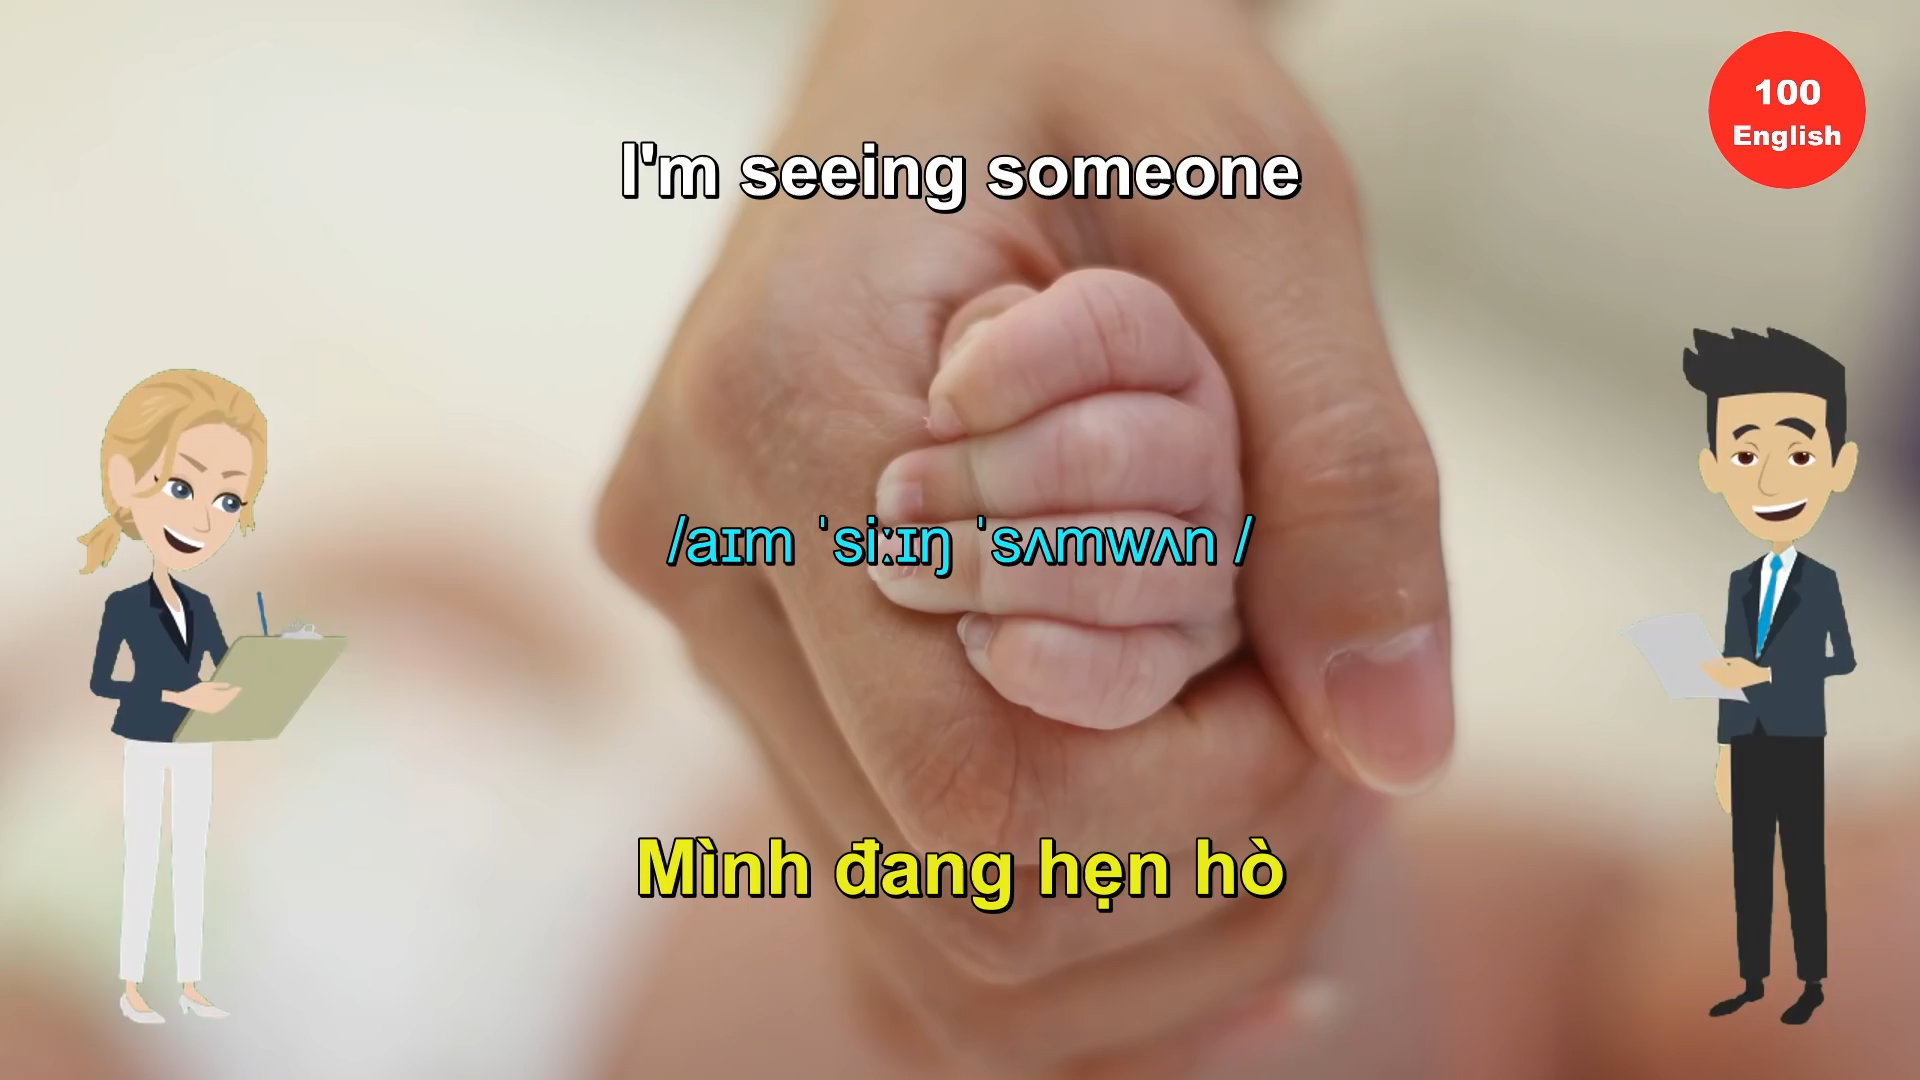 100
English
I'm seeing someone
/aɪm ˈsiːɪŋ ˈsʌmwʌn /
Mình đang hẹn hò